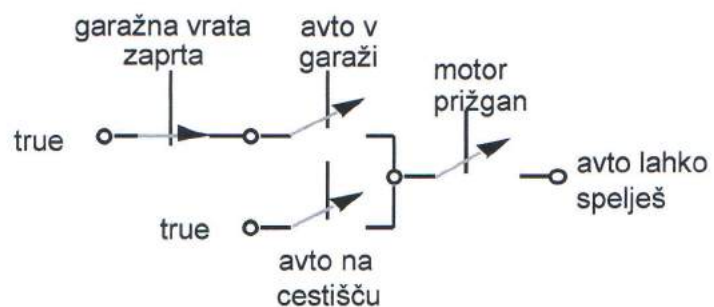 garažna vrata
zaprta
avto v
garaži
motor
prižgan
true
avto lahko
spelješ
true
avto na
cestišču